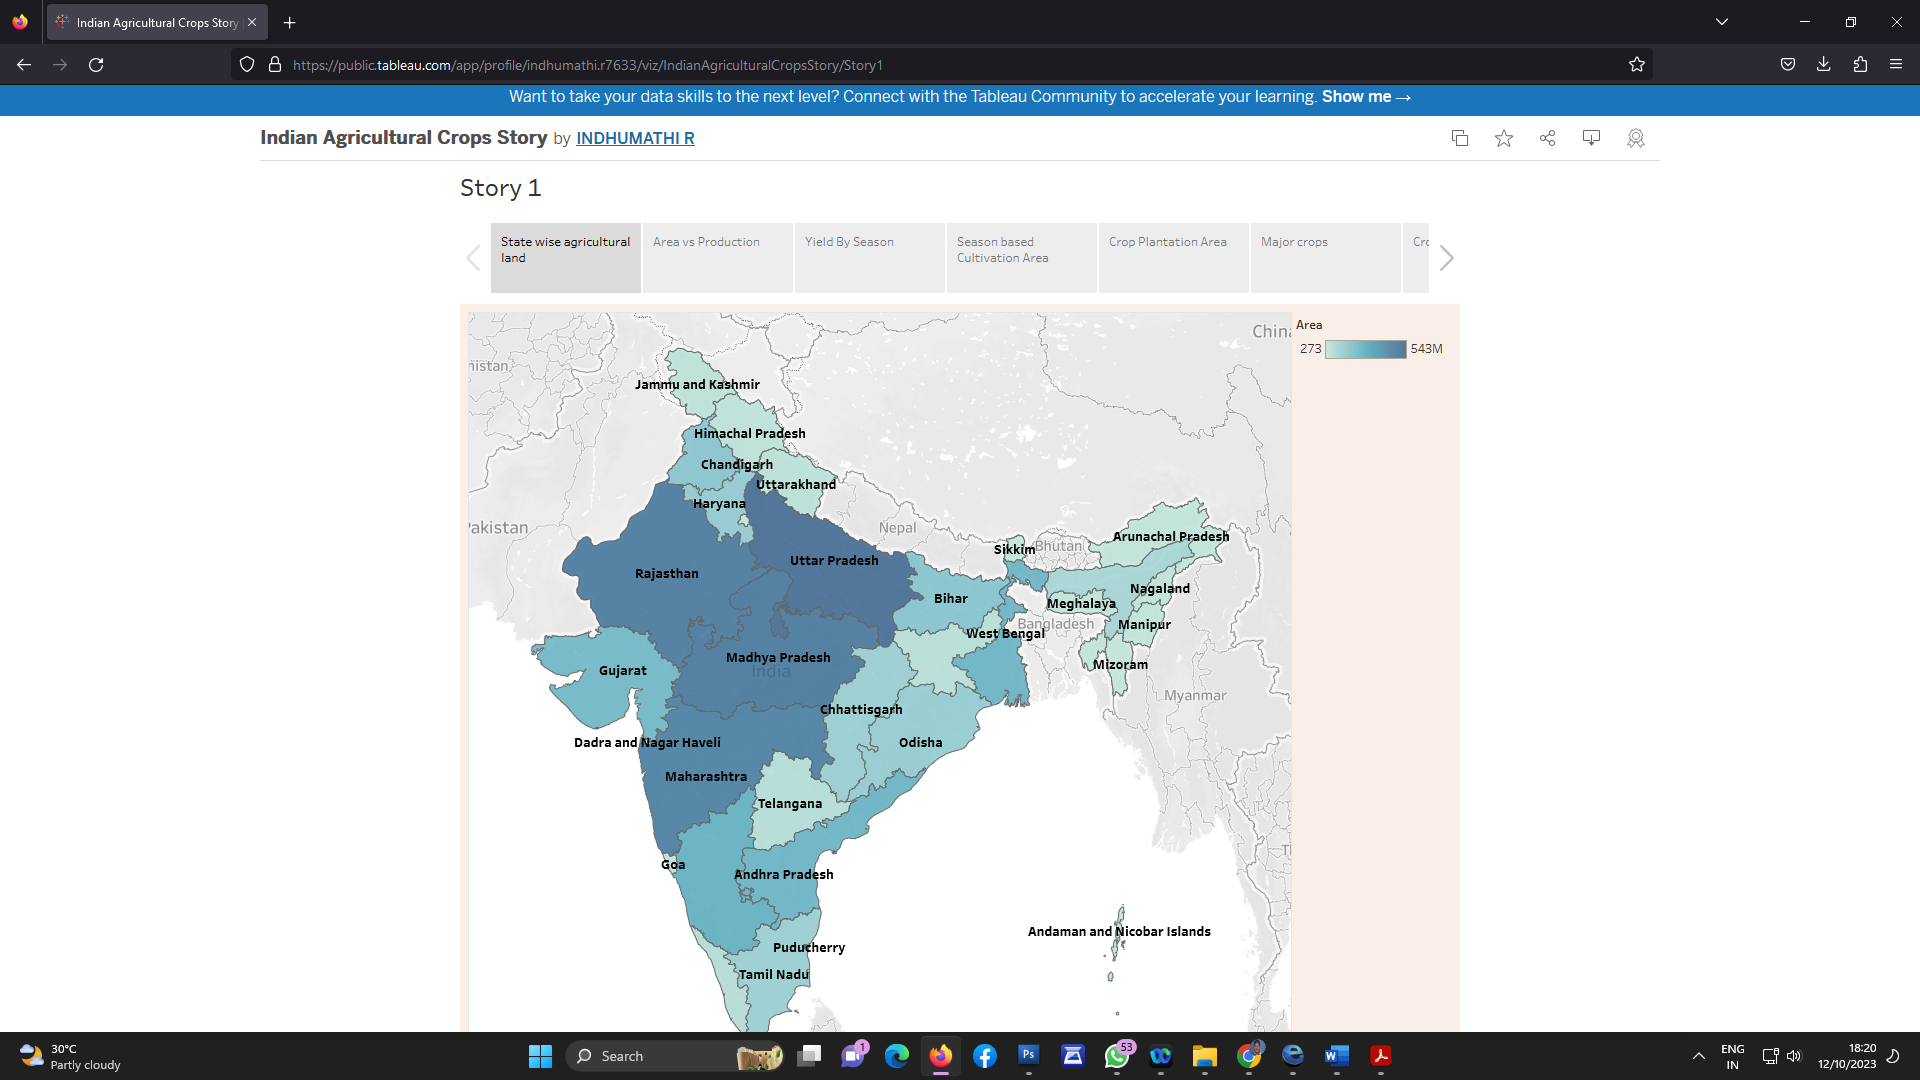 Indian Agricultural Crops Story
https://public.tableau.com/app/profile/indhumathi.r7633/viz/IndianAgriculturalCropsStory/Story1
Want to take your data skills to the next level? Connect with the Tableau Community to accelerate your learning. Show me →
Indian Agricultural Crops Story by INDHUMATHI R
Story 1
State wise agricultural
land
Area vs Production
Yield By Season
Season based
Cultivation Area
Crop Plantation Area
Major crops
Cro
Area
273
543M
China
nistan
Jammu and Kashmir
Himachal Pradesh
Chandigarh
Uttarakhand
Haryana
Pakistan
Nepal
Arunachal Pradesh
Sikkim
Bhutan
Uttar Pradesh
Rajasthan
Nagaland
Bihar
Meghalaya
Bangladesh
Manipur
West Bengal
Madhya Pradesh
Mizoram
Gujarat
India
Myanmar
Chhattisgarh
Dadra and Nagar Haveli
Odisha
Maharashtra
Telangana
Goa
Andhra Pradesh
Andaman and Nicobar Islands
Puducherry
Tamil Nadu
30°C
Partly cloudy
Search
1
Ps
53
ENG
IN
18:20
12/10/2023